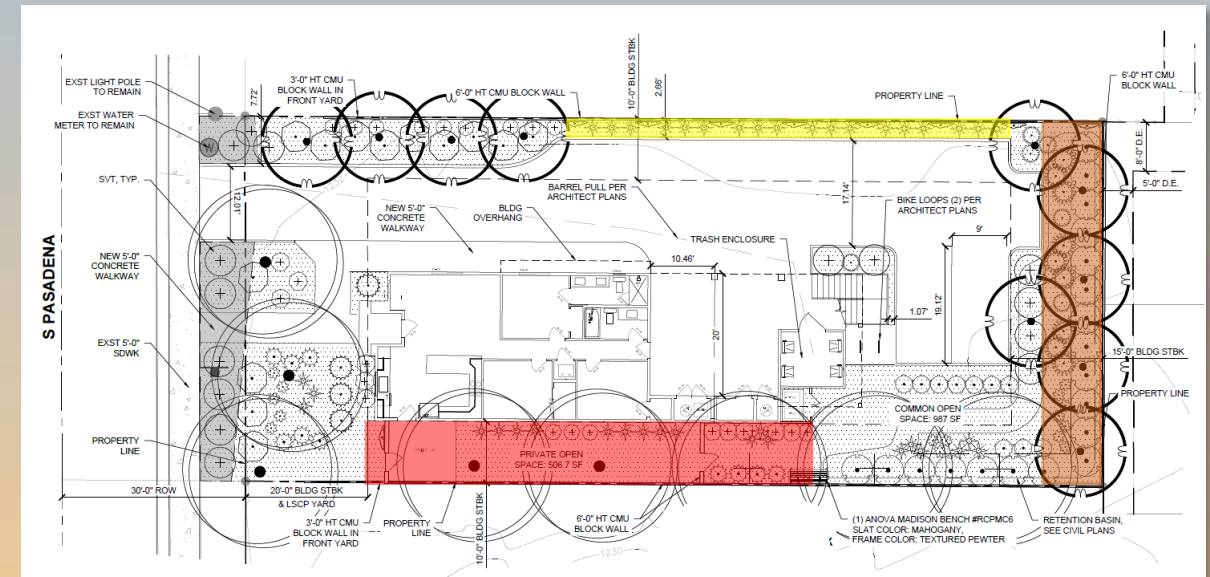 EXST LIGHT POLE
TO REMAIN
EXST WATER
METER TO REMAIN
SVT, TYP.
NEW 5'-0"
CONCRETE
WALKWAY
EXST 5'-0"
SDWK
S PASADENA
PROPERTY
LINE
30'-0" ROW
20'-0" BLDG STBK
& LSCP YARD
7.72'
12.01'
3'-0" HT CMU
BLOCK WALL IN
FRONT YARD
6'-0" HT CMU BLOCK WALL
10'-0" BLDG STBK
2.66'
PROPERTY LINE
6'-0" HT CMU
BLOCK WALL
8'-0" D.E.
5'-0" D.E.
NEW 5'-0"
CONCRETE
WALKWAY
BLDG
OVERHANG
BARREL PULL PER
ARCHITECT PLANS
17.14'
BIKE LOOPS (2) PER
ARCHITECT PLANS
TRASH ENCLOSURE
9'
10.46'
20'
19.12'
1.07'
15'-0" BLDG STBK
PROPERTY LINE
COMMON OPEN
SPACE: 987 SF
PRIVATE OPEN
SPACE: 506.7 SF
3'-0" HT CMU
BLOCK WALL IN
FRONT YARD
PROPERTY
LINE
10'-0" BLDG STBK
6'-0" HT CMU
BLOCK WALL
(1) ANOVA MADISON BENCH #RCPMC6
SLAT COLOR: MAHOGANY,
FRAME COLOR: TEXTURED PEWTER
RETENTION BASIN,
SEE CIVIL PLANS
1230